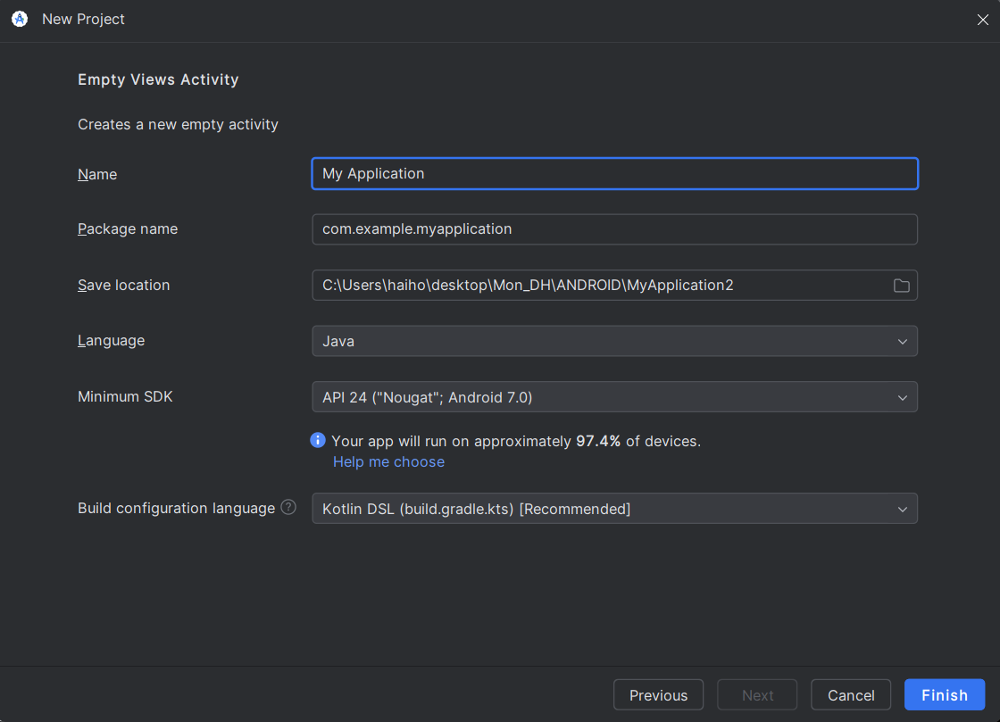 New Project
Empty Views Activity
Creates a new empty activity
Name
My Application
Package name
com.example.myapplication
Save location
C:\Users\haiho\desktop\Mon_DH\ANDROID\MyApplication2
Language
Java
Minimum SDK
API 24 ("Nougat"; Android 7.0)
Your app will run on approximately 97.4% of devices.
Help me choose
Build configuration language
Kotlin DSL (build.gradle.kts) [Recommended]
Previous
Next
Cancel
Finish